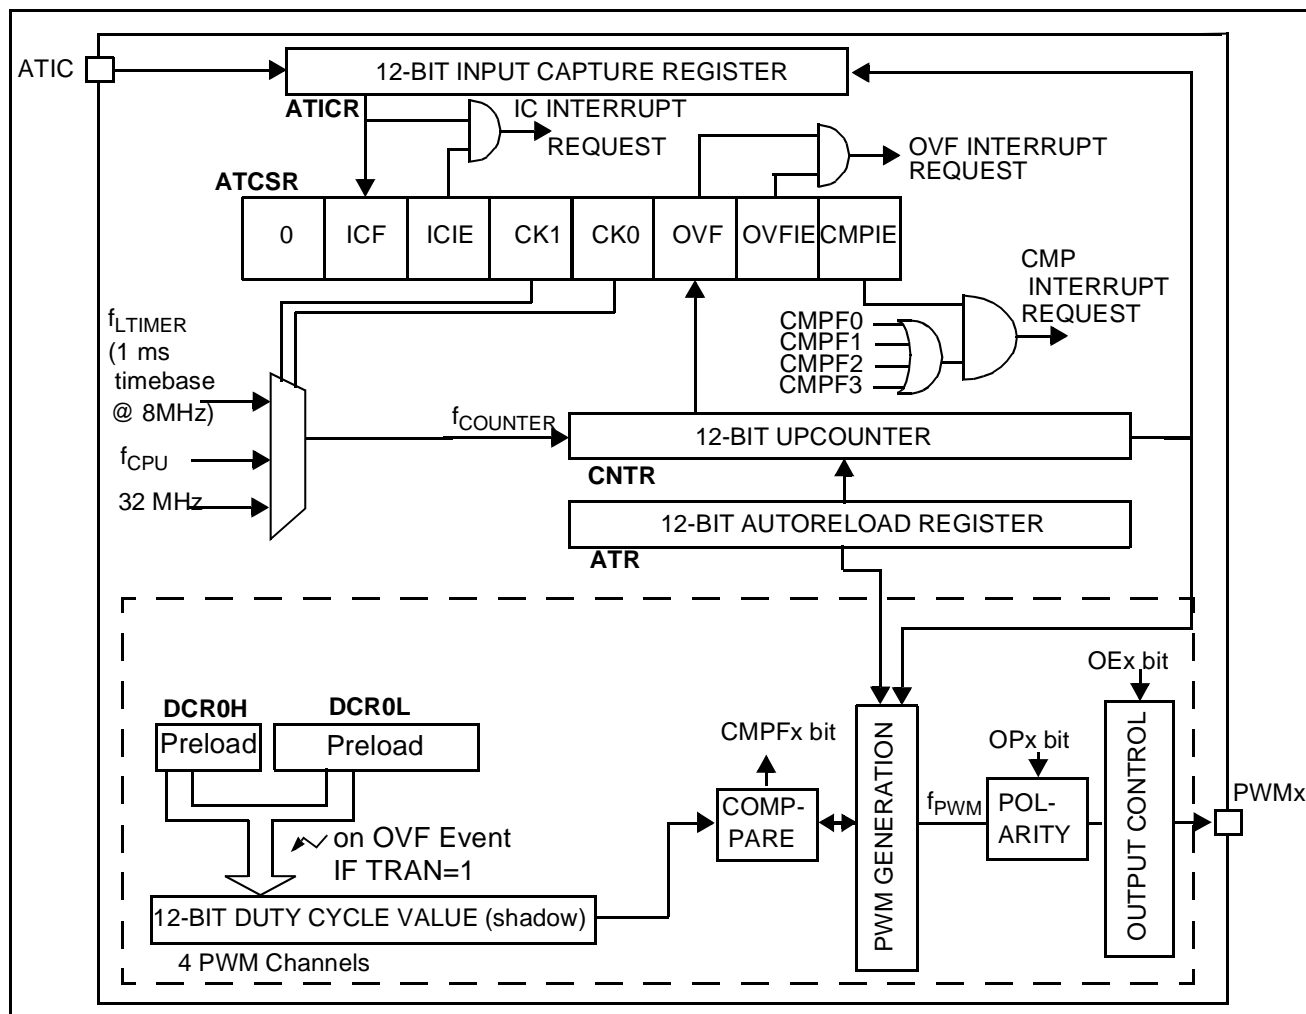 ATIC
12-BIT INPUT CAPTURE REGISTER
ATICR
IC INTERRUPT
REQUEST
OVF INTERRUPT
REQUEST
ATCSR
0 ICF ICIE CK1 CK0 OVF OVFIE CMPIE
CMP
INTERRUPT
REQUEST
CMPF0
CMPF1
CMPF2
CMPF3
fLTIMER
(1 ms
timebase
@ 8MHz)
fCPU
32 MHz
fCOUNTER
12-BIT UPCOUNTER
CNTR
12-BIT AUTORELOAD REGISTER
ATR
OEx bit
DCR0H
DCR0L
Preload
Preload
CMPFx bit
OPx bit
on OVF Event
IF TRAN=1
COMP-
PARE
PWM GENERATION
fPWM
POL-
ARITY
OUTPUT CONTROL
PWMx
12-BIT DUTY CYCLE VALUE (shadow)
4 PWM Channels